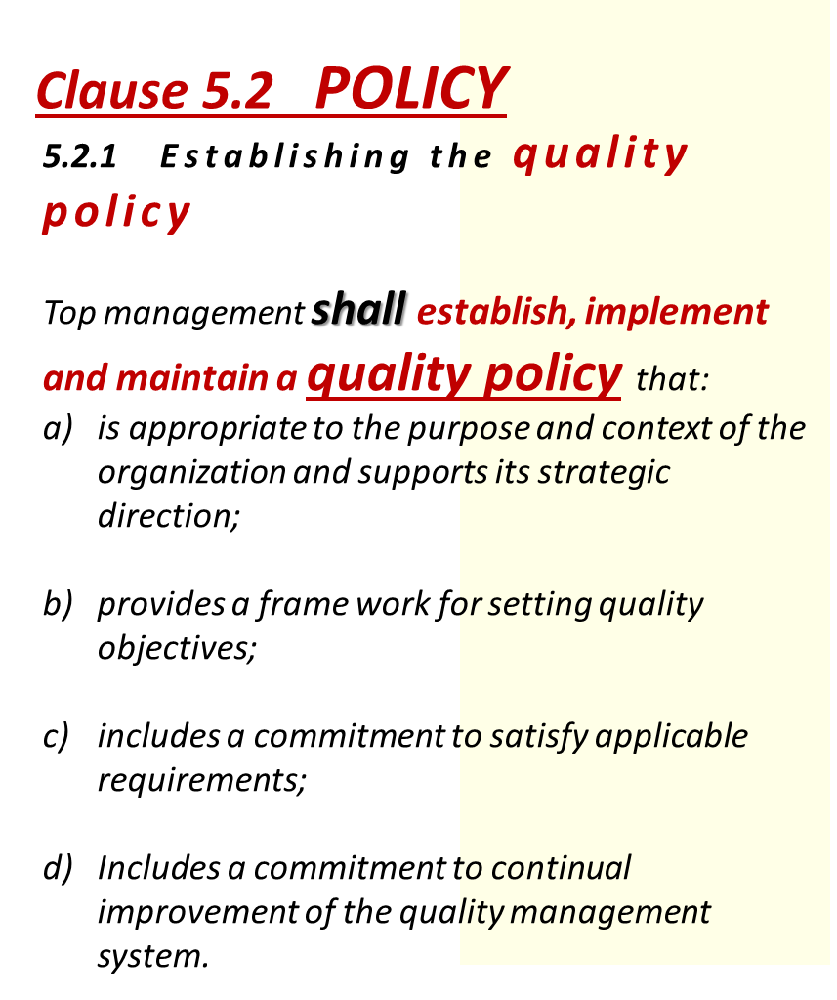 Clause 5.2 POLICY
5.2.1 Establishing the quality
policy
Top management shall establish, implement
and maintain a quality policy that:
a) is appropriate to the purpose and context of the
organization and supports its strategic
direction;
b) provides a frame work for setting quality
objectives;
c) includes a commitment to satisfy applicable
requirements;
d) Includes a commitment to continual
improvement of the quality management
system.